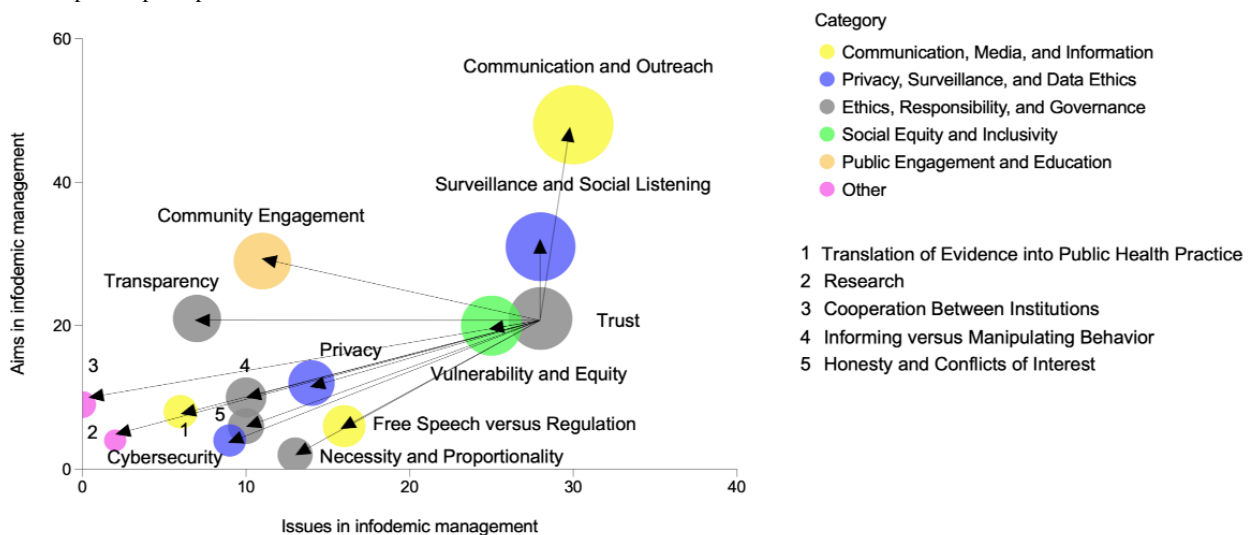 60
Communication and Outreach
40
Surveillance and Social Listening
Community Engagement
Transparency
20
Trust
Privacy
3
4
Vulnerability and Equity
5
Free Speech versus Regulation
2
1
Cybersecurity
Necessity and Proportionality
0
0
10
20
30
40
Issues in infodemic management
Aims in infodemic management
Category
Communication, Media, and Information
Privacy, Surveillance, and Data Ethics
Ethics, Responsibility, and Governance
Social Equity and Inclusivity
Public Engagement and Education
Other
1 Translation of Evidence into Public Health Practice
2 Research
3 Cooperation Between Institutions
4 Informing versus Manipulating Behavior
5 Honesty and Conflicts of Interest